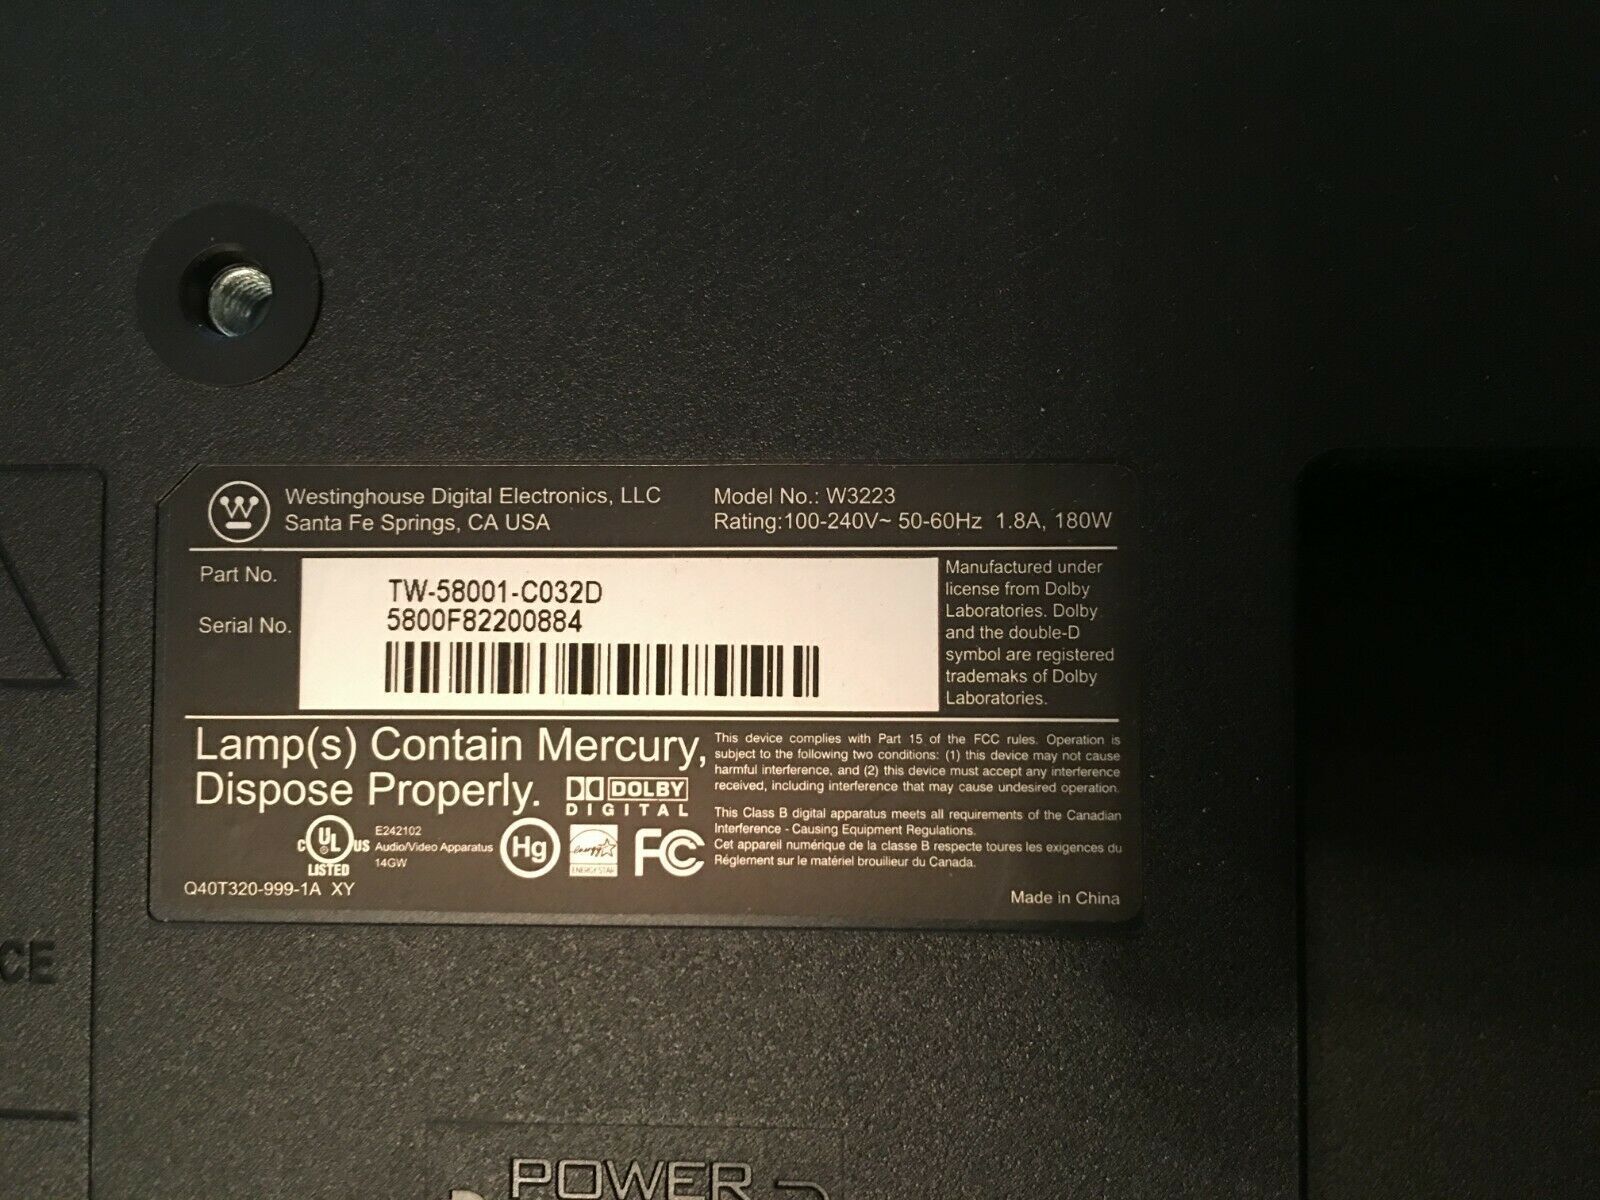 Westinghouse Digital Electronics, LLC
Santa Fe Springs, CA USA
Model No.: W3223
Rating:100-240V~ 50-60Hz 1.8A, 180W
Part No.
TW-58001-C032D
Serial No.
5800F82200884
Manufactured under
license from Dolby
Laboratories. Dolby
and the double-D
symbol are registered
trademaks of Dolby
Laboratories.
Lamp(s) Contain Mercury,
Dispose Properly.
DOLBY
DIGITAL
This device complies with Part 15 of the FCC rules. Operation is
subject to the following two conditions: (1) this device may not cause
harmful interference, and (2) this device must accept any interference
received, including interference that may cause undesired operation.
This Class B digital apparatus meets all requirements of the Canadian
Interference - Causing Equipment Regulations.
Cet appareil numérique de la classe B respecte toures les exigences du
Réglement sur le matériel brouilieur du Canada.
C UL US
LISTED
E242102
Audio/Video Apparatus
14GW
Hg
energy
ENERGY STAR
FC
Q40T320-999-1A XY
Made in China
CE
POWER